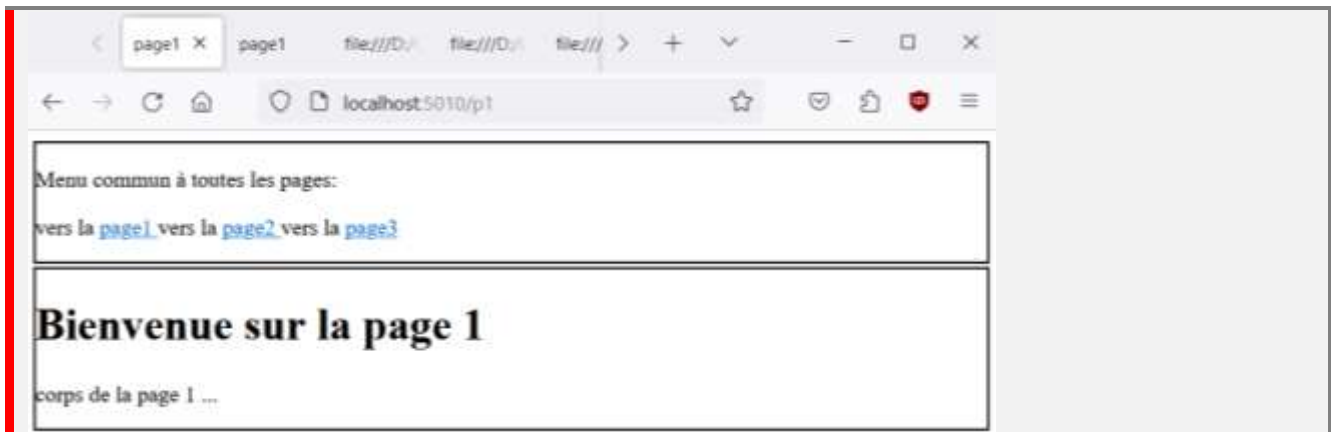 page1 page1 file:///D:/ file:///D:/ file:///
localhost:5010/p1
Menu commun à toutes les pages:
vers la page1 vers la page2 vers la page3
Bienvenue sur la page 1
corps de la page 1 ...